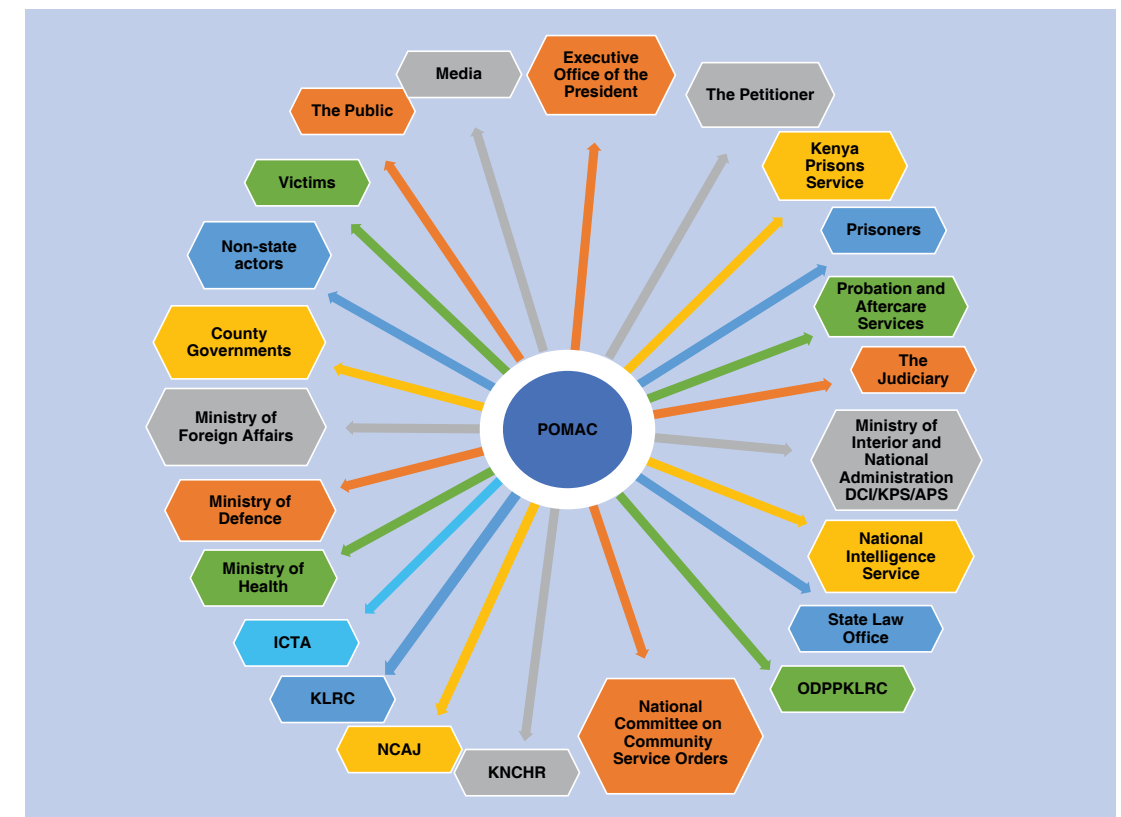 Executive
Office of the
President
The Petitioner
Kenya
Prisons
Service
Prisoners
Probation and
Aftercare
Services
The
Judiciary
Ministry of
Interior and
National
Administration
DCI/KPS/APS
National
Intelligence
Service
State Law
Office
ODPPKLRC
National
Committee on
Community
Service Orders
KNCHR
NCAJ
KLRC
ICTA
Ministry of
Health
Ministry of
Defence
Ministry of
Foreign Affairs
County
Governments
Non-state
actors
Victims
The Public
Media
POMAC